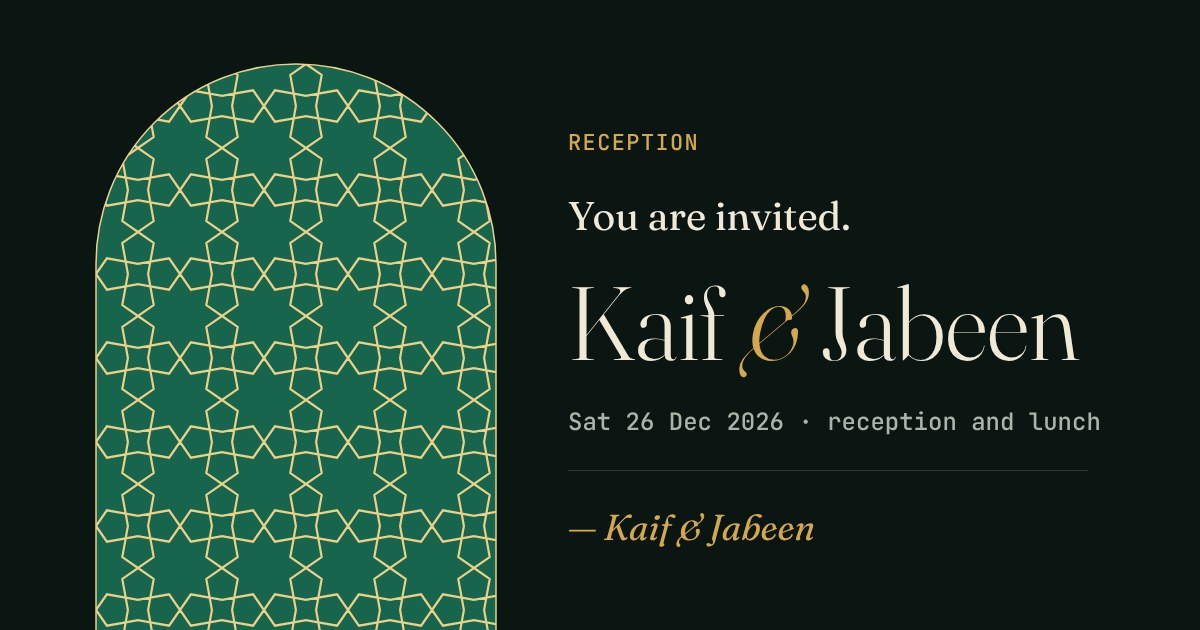 RECEPTION
You are invited.
Kaif & Jabeen
Sat 26 Dec 2026 · reception and lunch
— Kaif & Jabeen